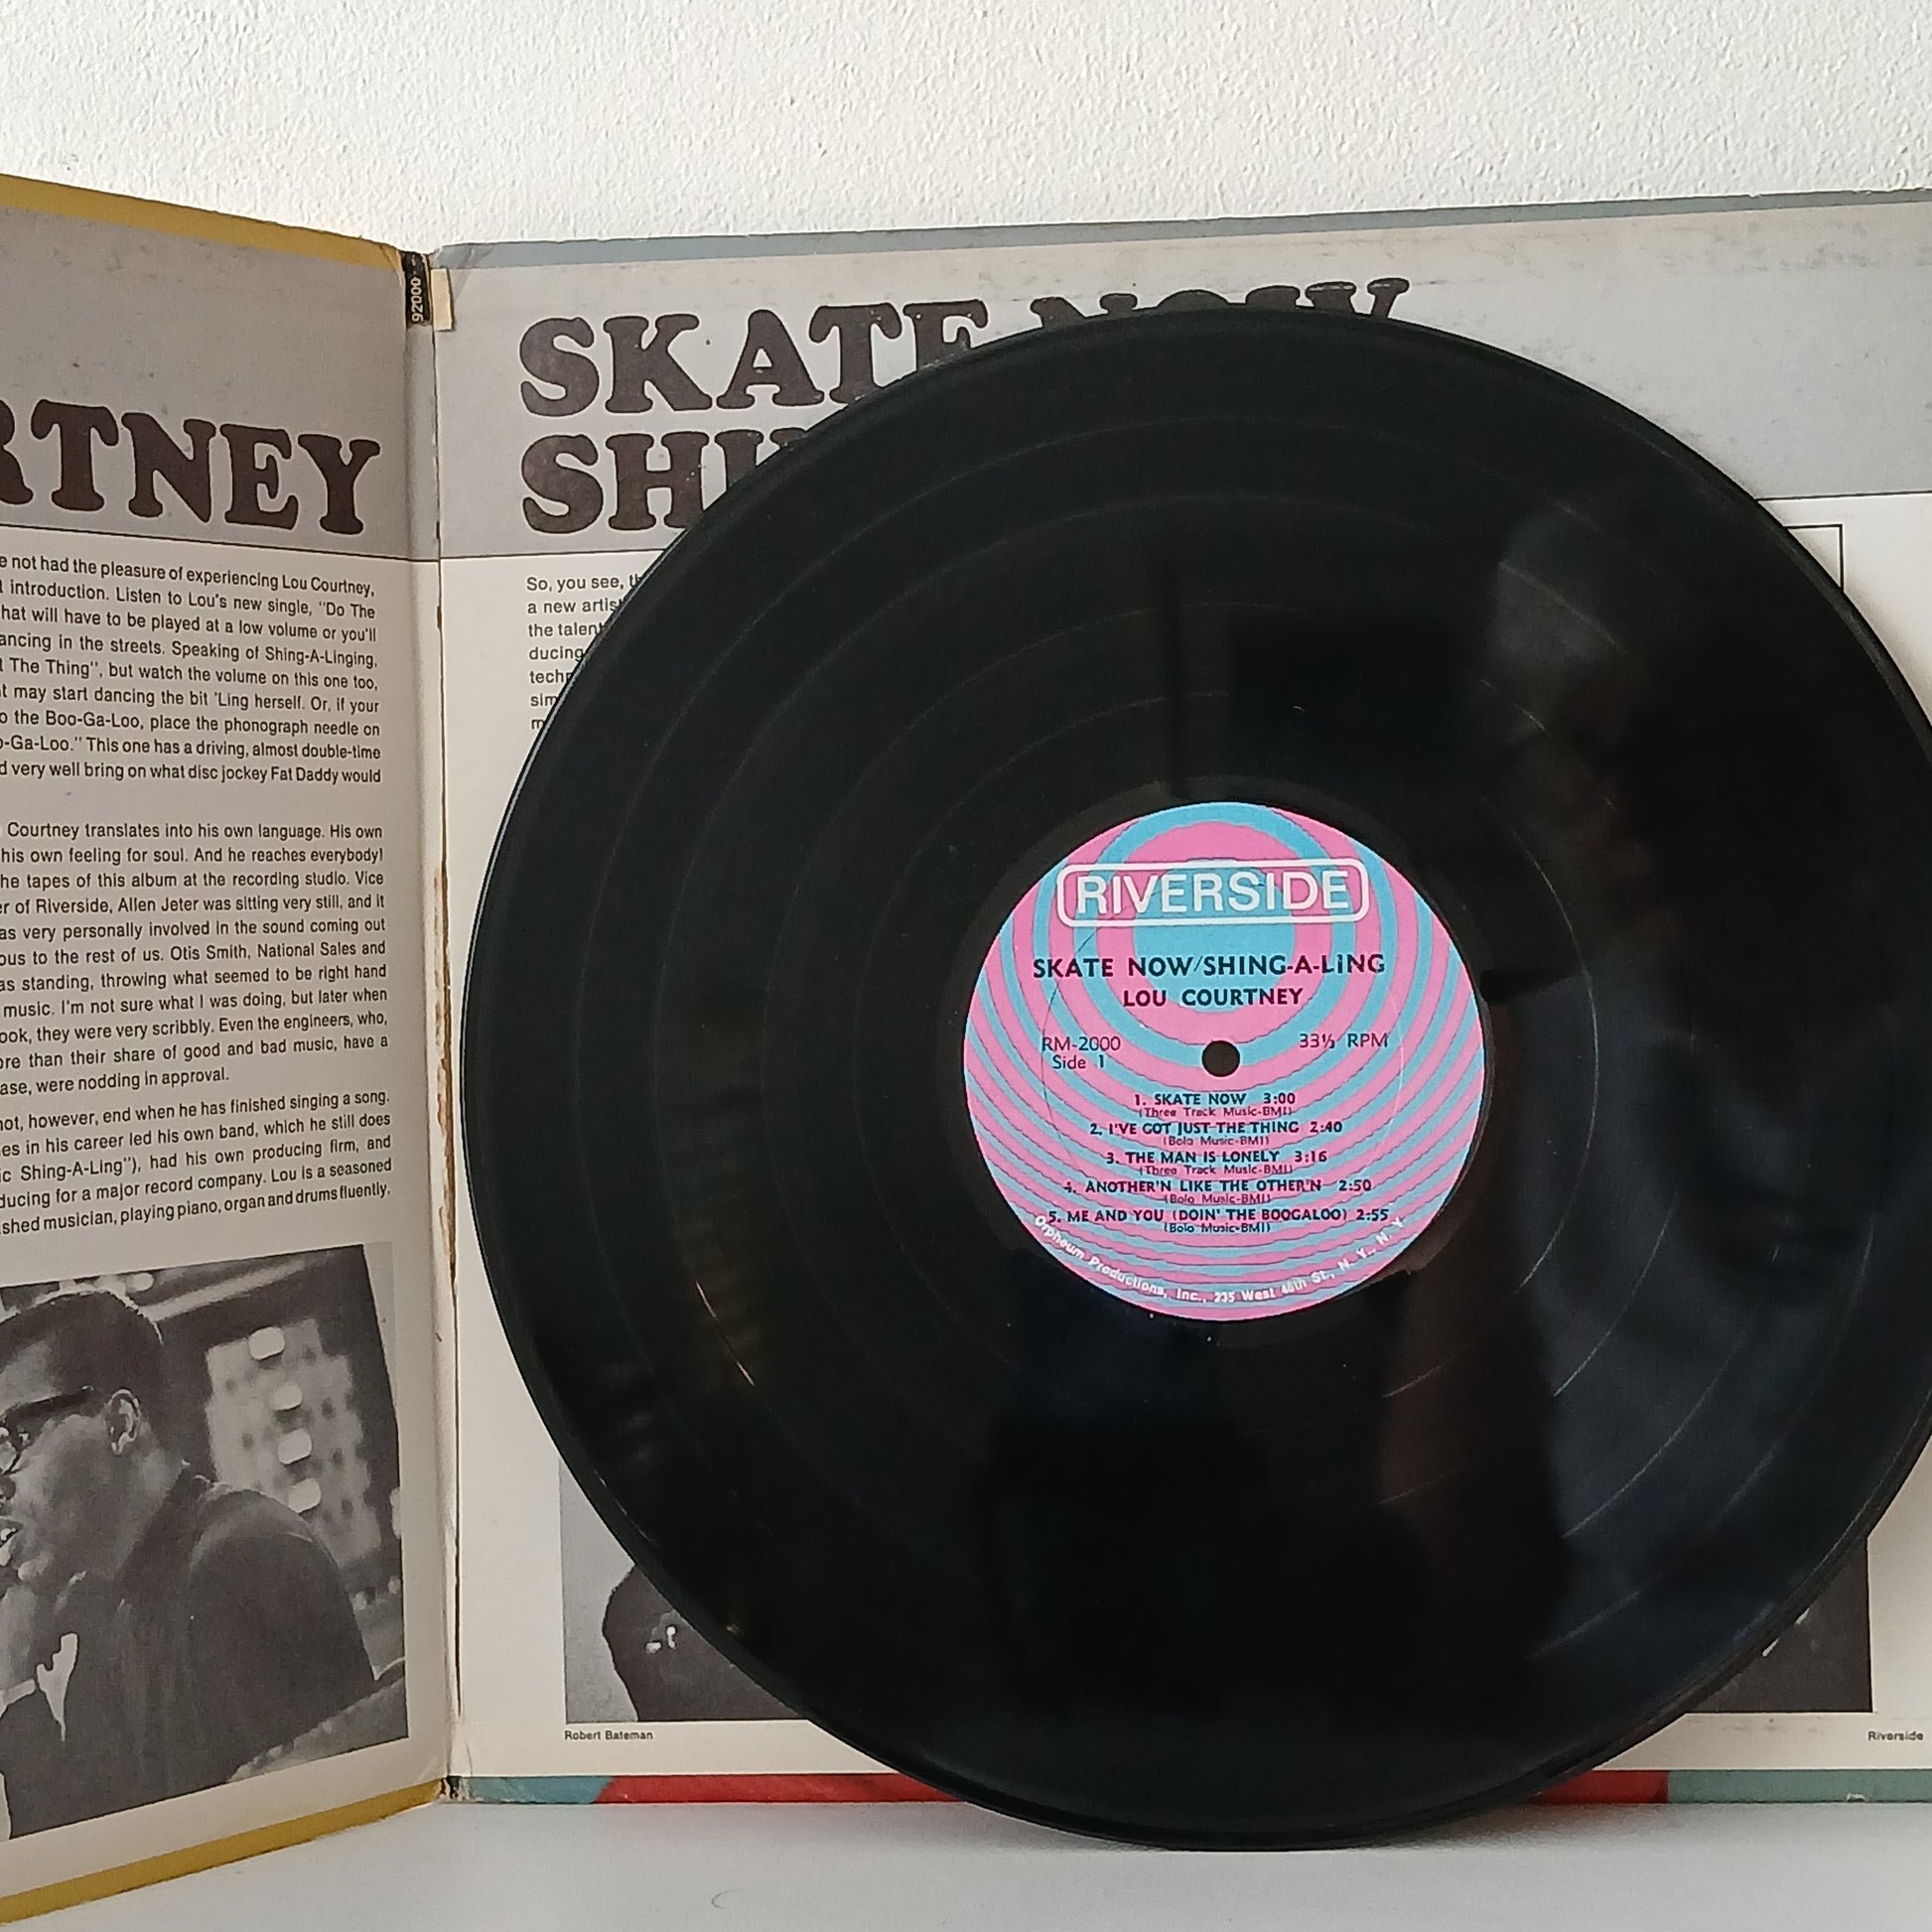 92000
RTNEY
e not had the pleasure of experiencing Lou Courtney,
introduction. Listen to Lou's new single, "Do The
hat will have to be played at a low volume or you'll
ancing in the streets. Speaking of Shing-A-Linging,
The Thing", but watch the volume on this one too,
t may start dancing the bit 'Ling herself. Or, if your
o the Boo-Ga-Loo, place the phonograph needle on
o-Ga-Loo." This one has a driving, almost double-time
d very well bring on what disc jockey Fat Daddy would
Courtney translates into his own language. His own
his own feeling for soul. And he reaches everybody!
he tapes of this album at the recording studio. Vice
er of Riverside, Allen Jeter was sitting very still, and it
as very personally involved in the sound coming out
ous to the rest of us. Otis Smith, National Sales and
as standing, throwing what seemed to be right hand
music. I'm not sure what I was doing, but later when
ook, they were very scribbly. Even the engineers, who,
ore than their share of good and bad music, have a
ase, were nodding in approval.
not, however, end when he has finished singing a song.
es in his career led his own band, which he still does
ic Shing-A-Ling"), had his own producing firm, and
ducing for a major record company. Lou is a seasoned
shed musician, playing piano, organ and drums fluently.
SKATE NOW
SHI
So, you see, th
a new artis
the talent
ducing
tech
sim
m
RIVERSIDE
SKATE NOW/SHING-A-LING
LOU COURTNEY
RM-2000
Side 1
33⅓ RPM
1. SKATE NOW 3:00
(Three Track Music-BMI)
2. I'VE GOT JUST THE THING 2:40
(Bolo Music-BMI)
3. THE MAN IS LONELY 3:16
(Three Track Music-BMI)
4. ANOTHER'N LIKE THE OTHER'N 2:50
(Bolo Music-BMI)
5. ME AND YOU (DOIN' THE BOOGALOO) 2:55
(Bolo Music-BMI)
Orpheum Productions, Inc., 235 West 46th St., N. Y., N. Y.
Robert Bateman
Riverside